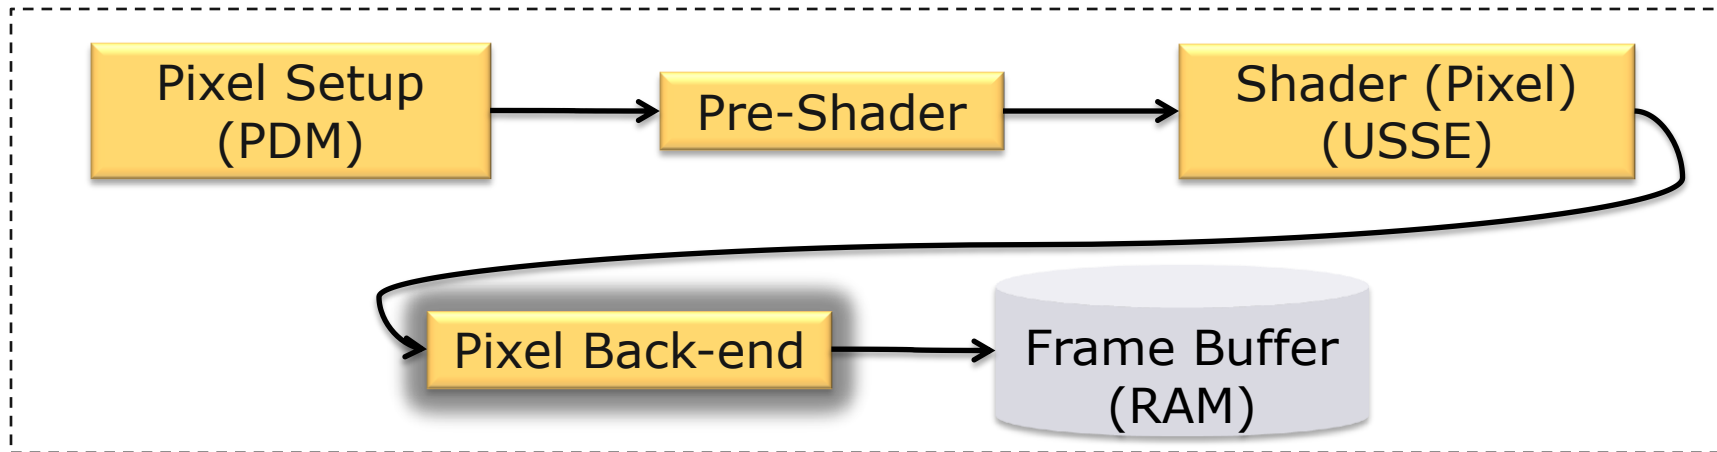 Pixel Setup
(PDM)
Pre-Shader
Shader (Pixel)
(USSE)
Pixel Back-end
Frame Buffer
(RAM)